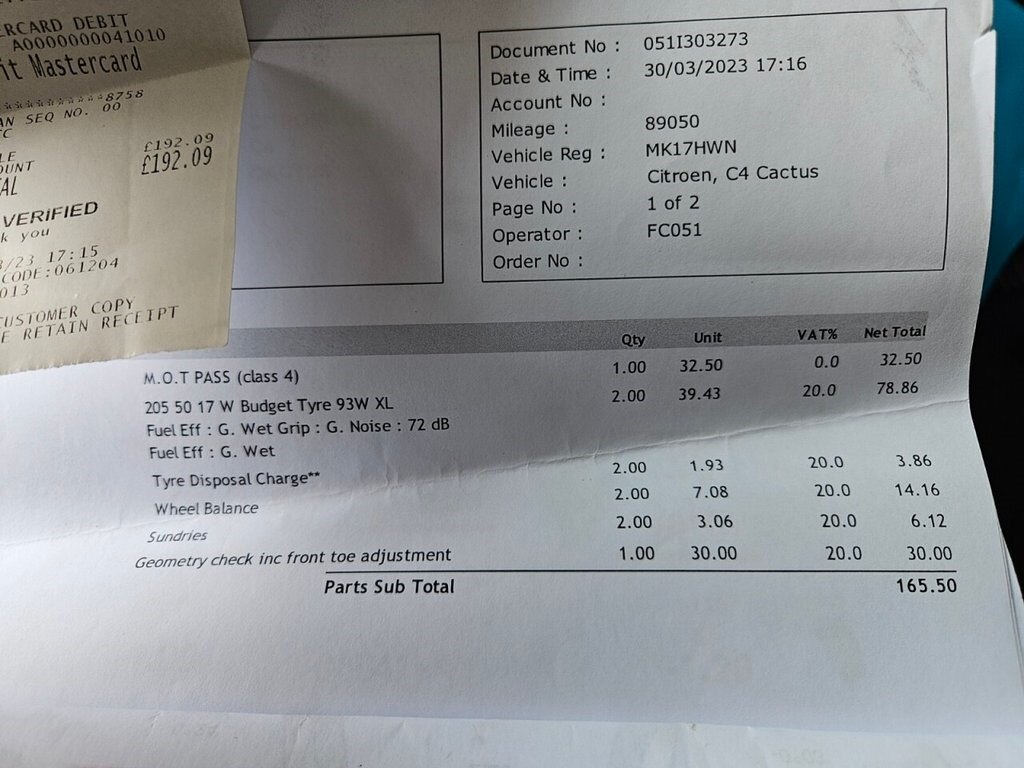 ERCARD DEBIT
A0000000041010
it Mastercard
************8758
AN SEQ NO. 00
£192.09
£192.09
VERIFIED
k you
/23 17:15
CODE:061204
013
CUSTOMER COPY
E RETAIN RECEIPT
Document No : 051I303273
Date & Time : 30/03/2023 17:16
Account No :
Mileage : 89050
Vehicle Reg : MK17HWN
Vehicle : Citroen, C4 Cactus
Page No : 1 of 2
Operator : FC051
Order No :
Qty Unit VAT% Net Total
M.O.T PASS (class 4) 1.00 32.50 0.0 32.50
205 50 17 W Budget Tyre 93W XL 2.00 39.43 20.0 78.86
Fuel Eff : G. Wet Grip : G. Noise : 72 dB
Fuel Eff : G. Wet
Tyre Disposal Charge** 2.00 1.93 20.0 3.86
Wheel Balance 2.00 7.08 20.0 14.16
Sundries 2.00 3.06 20.0 6.12
Geometry check inc front toe adjustment 1.00 30.00 20.0 30.00
Parts Sub Total 165.50